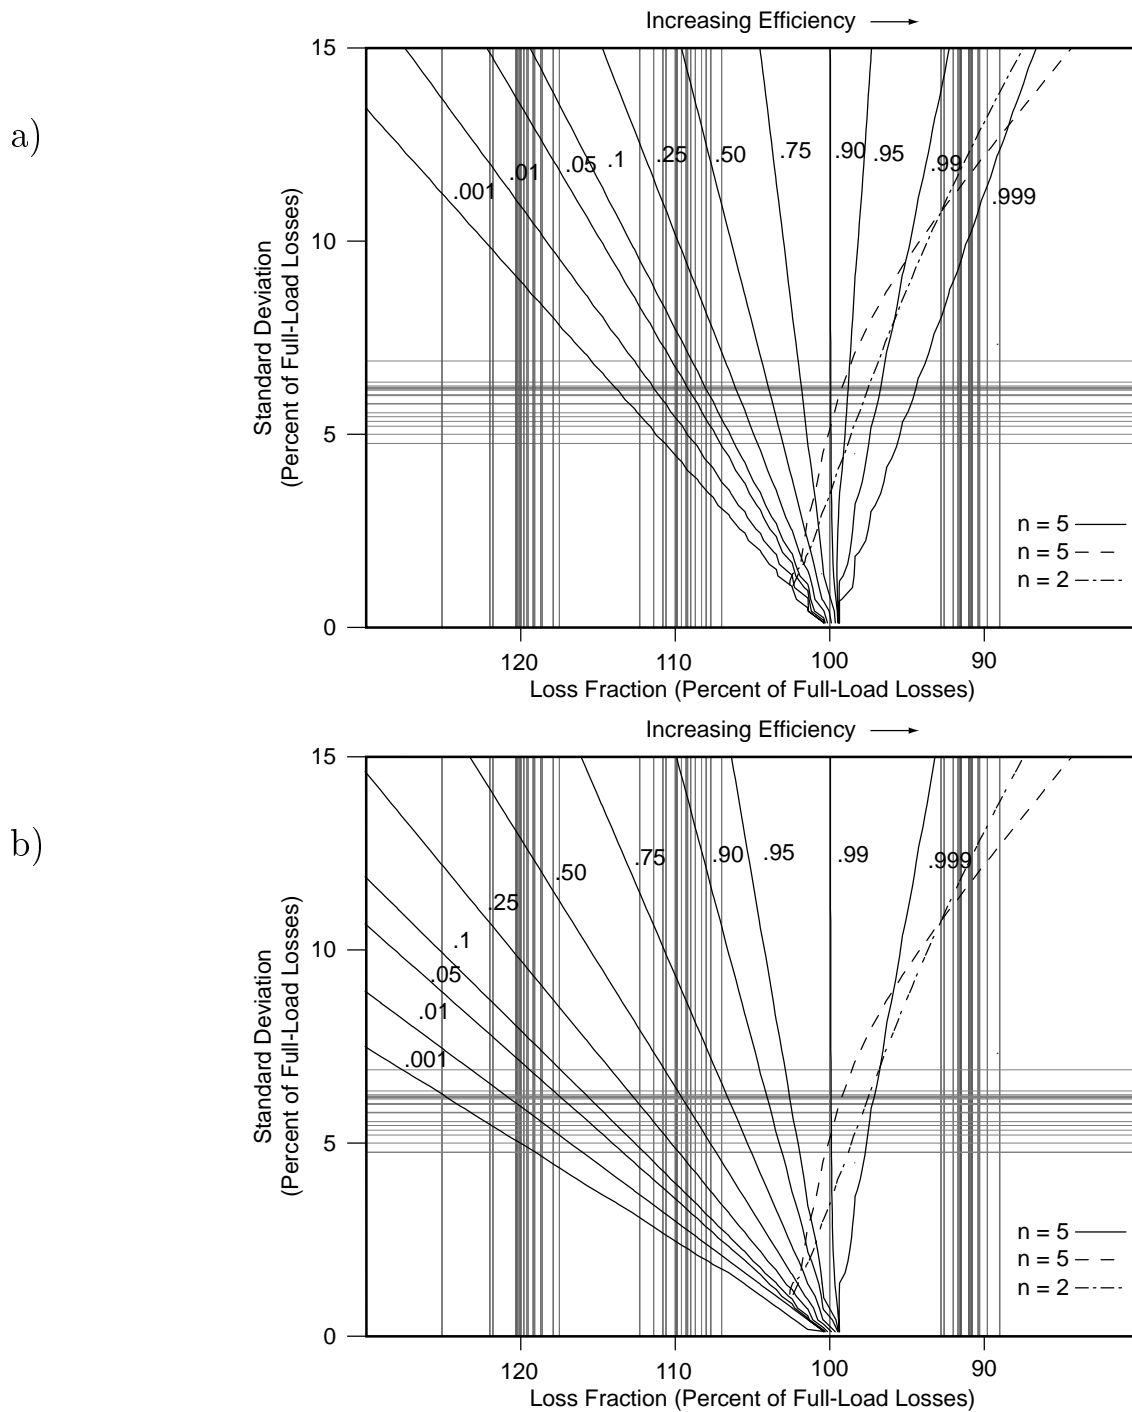 Increasing Efficiency
a)
15
10
5
0
Standard Deviation
(Percent of Full-Load Losses)
.001
.01
.05
.1
.25
.50
.75
.90
.95
.99
.999
n = 5
n = 5
n = 2
120
110
100
90
Loss Fraction (Percent of Full-Load Losses)
Increasing Efficiency
b)
15
10
5
0
Standard Deviation
(Percent of Full-Load Losses)
.001
.01
.05
.1
.25
.50
.75
.90
.95
.99
.999
n = 5
n = 5
n = 2
120
110
100
90
Loss Fraction (Percent of Full-Load Losses)